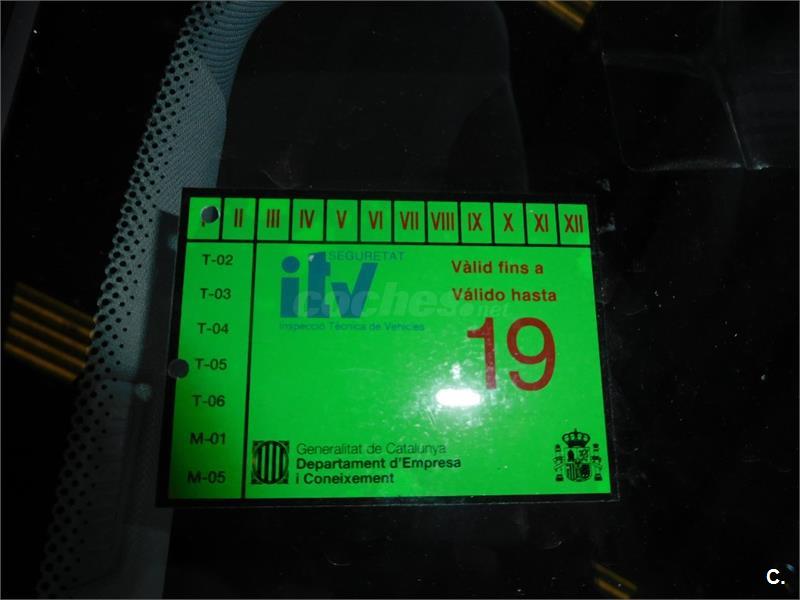 I II III IV V VI VII VIII IX X XI XII
T-02
T-03
T-04
T-05
T-06
M-01
M-05
SEGURETAT
itv
Inspecció Tècnica de Vehicles
coches.net
Vàlid fins a
Válido hasta
19
Generalitat de Catalunya
Departament d'Empresa
i Coneixement
C.